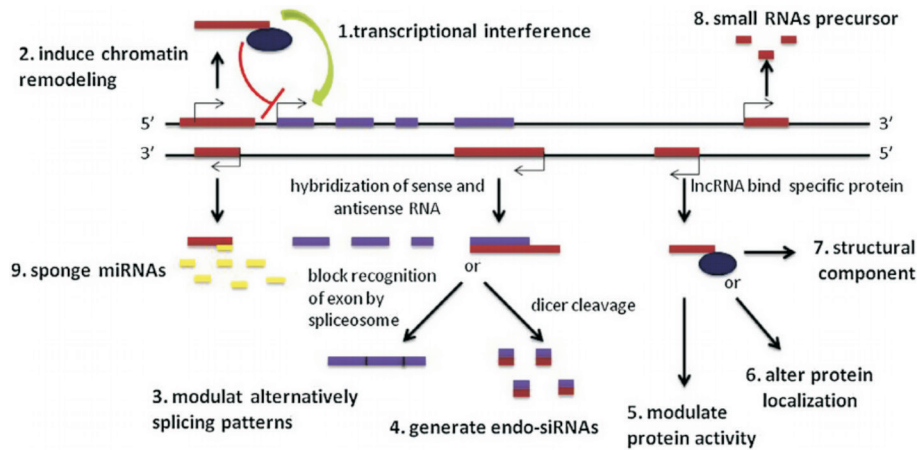 8. small RNAs precursor
1.transcriptional interference
2. induce chromatin
remodeling
5’
3’
3’
5’
hybridization of sense and
antisense RNA
lncRNA bind specific protein
9. sponge miRNAs
block recognition
of exon by
spliceosome
or
dicer cleavage
7. structural
component
or
3. modulat alternatively
splicing patterns
4. generate endo-siRNAs
5. modulate
protein activity
6. alter protein
localization